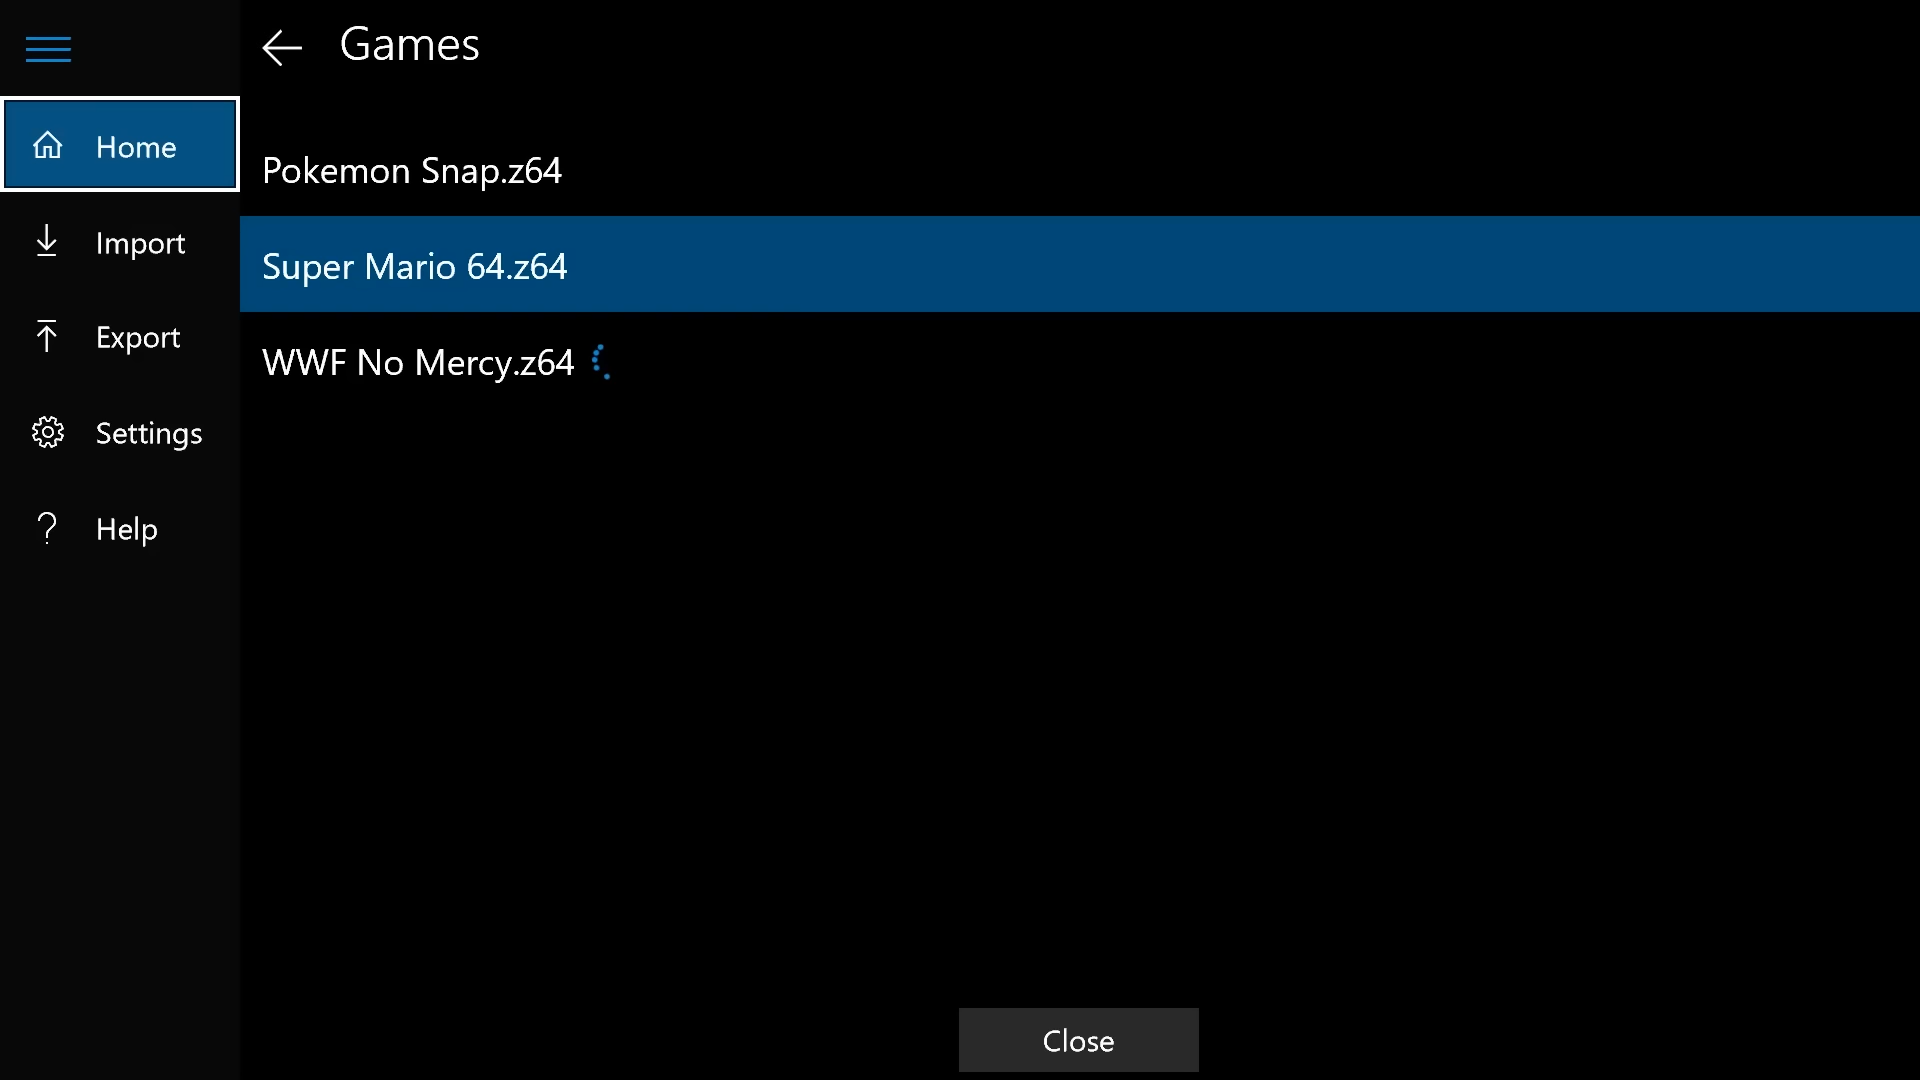 Games
Home
Import
Export
Settings
Help
Pokemon Snap.z64
Super Mario 64.z64
WWF No Mercy.z64
Close